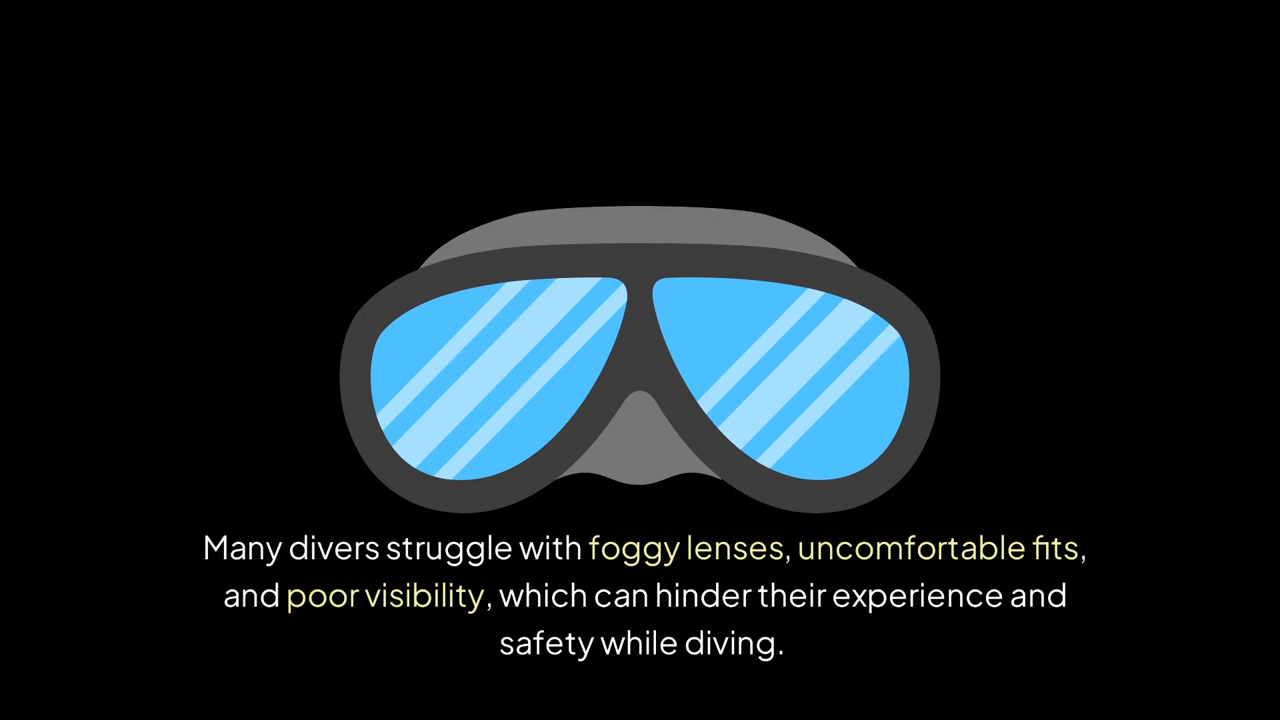 Many divers struggle with foggy lenses, uncomfortable fits,
and poor visibility, which can hinder their experience and
safety while diving.